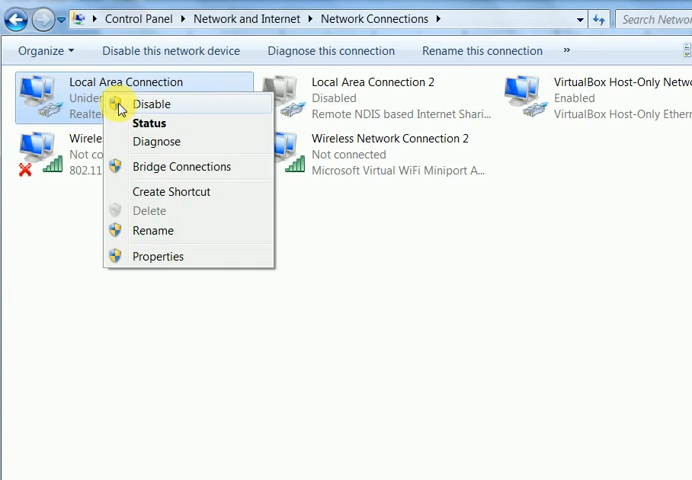 Control Panel
Network and Internet
Network Connections
Search Network
Organize
Disable this network device
Diagnose this connection
Rename this connection
»
Local Area Connection
Local Area Connection 2
Disabled
Remote NDIS based Internet Shari...
VirtualBox Host-Only Netwo
Enabled
VirtualBox Host-Only Ether
Wireless Network Connection 2
Not connected
Microsoft Virtual WiFi Miniport A...
Uniden
Realte
Wirele
Not co
802.11
Disable
Status
Diagnose
Bridge Connections
Create Shortcut
Delete
Rename
Properties